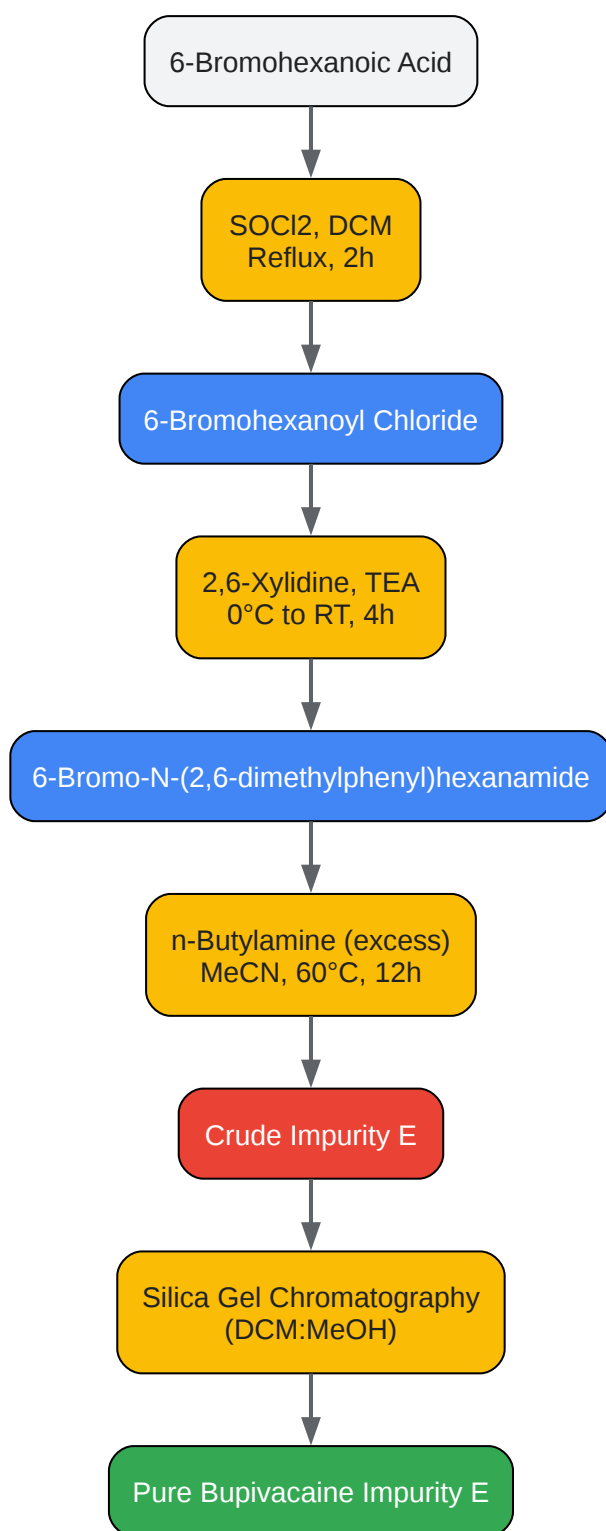 6-Bromohexanoic Acid
SOCl2, DCM
Reflux, 2h
6-Bromohexanoyl Chloride
2,6-Xylidine, TEA
0°C to RT, 4h
6-Bromo-N-(2,6-dimethylphenyl)hexanamide
n-Butylamine (excess)
MeCN, 60°C, 12h
Crude Impurity E
Silica Gel Chromatography
(DCM:MeOH)
Pure Bupivacaine Impurity E